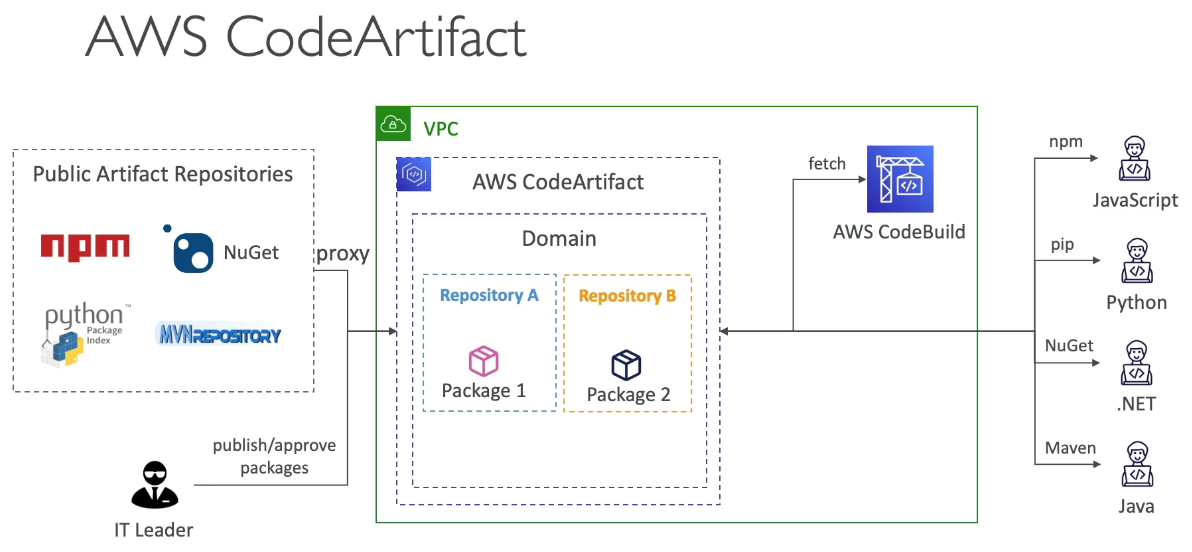 AWS CodeArtifact
VPC
Public Artifact Repositories
npm
NuGet
python™
Package
Index
MVNREPOSITORY
proxy
publish/approve
packages
IT Leader
AWS CodeArtifact
Domain
Repository A
Package 1
Repository B
Package 2
fetch
AWS CodeBuild
npm
JavaScript
pip
Python
NuGet
.NET
Maven
Java